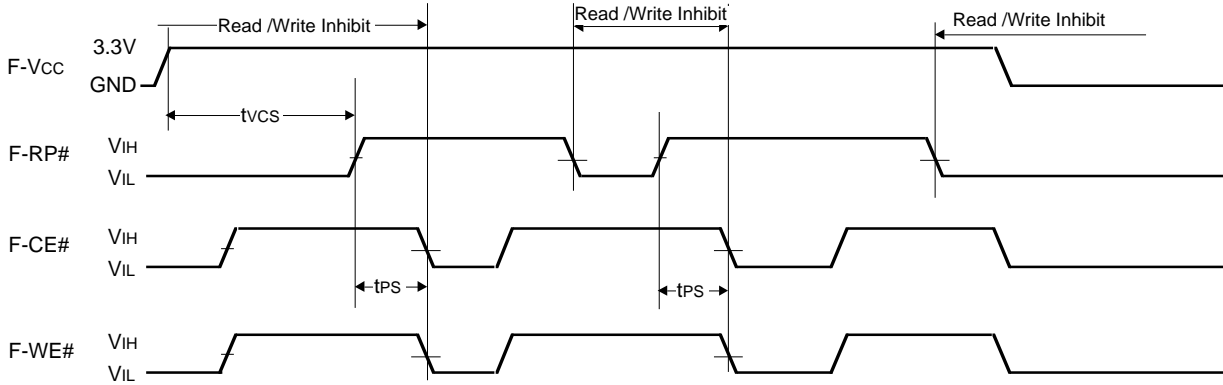 Read /Write Inhibit
Read /Write Inhibit
Read /Write Inhibit
F-VCC
3.3V
GND
tVCS
F-RP#
VIH
VIL
F-CE#
VIH
VIL
tPS
tPS
F-WE#
VIH
VIL